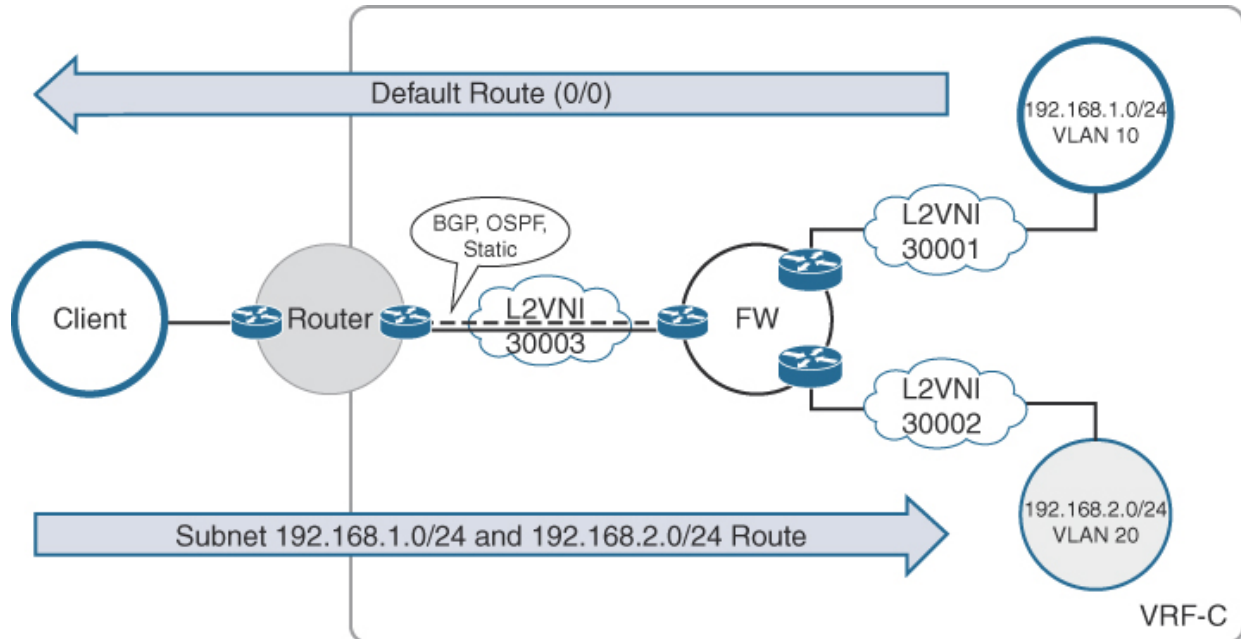 Default Route (0/0)
192.168.1.0/24
VLAN 10
BGP, OSPF,
Static
L2VNI
30001
Client
Router
L2VNI
30003
FW
L2VNI
30002
Subnet 192.168.1.0/24 and 192.168.2.0/24 Route
192.168.2.0/24
VLAN 20
VRF-C